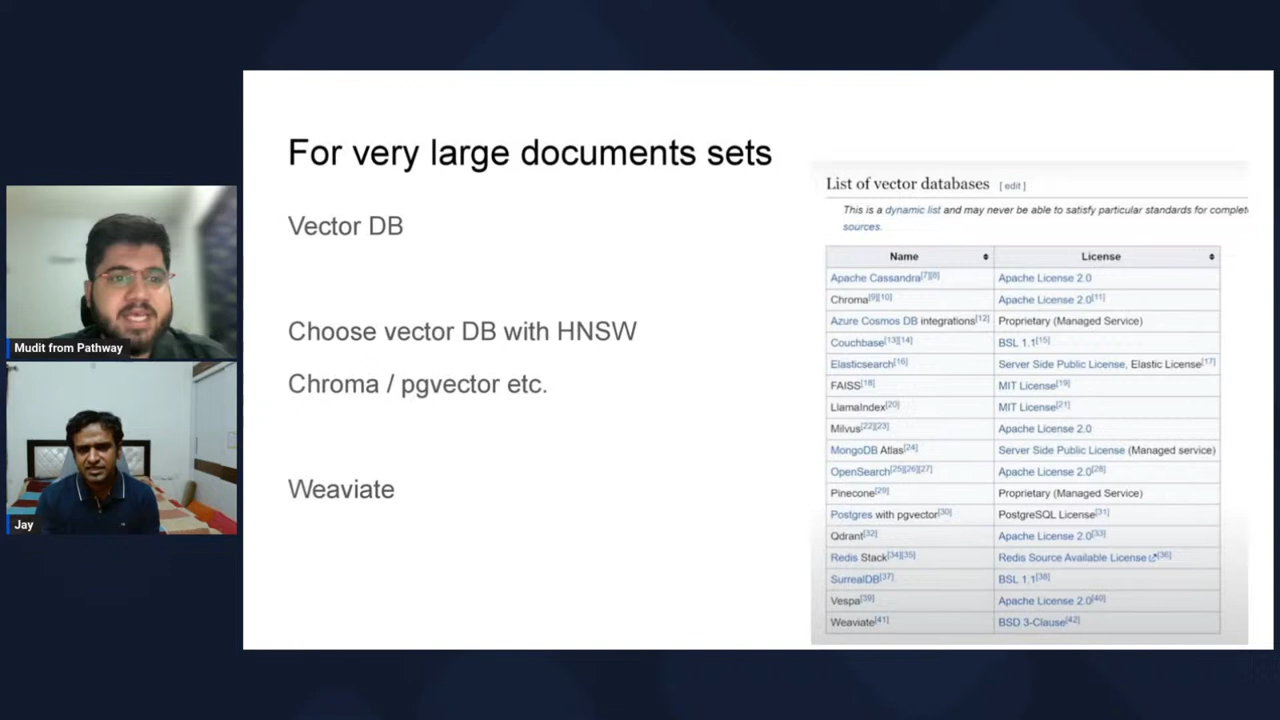 For very large documents sets
Vector DB
Choose vector DB with HNSW
Chroma / pgvector etc.
Weaviate
List of vector databases [ edit ]
This is a dynamic list and may never be able to satisfy particular standards for complet
sources.
Name License
Apache Cassandra[7][8] Apache License 2.0
Chroma[9][10] Apache License 2.0[11]
Azure Cosmos DB integrations[12] Proprietary (Managed Service)
Couchbase[13][14] BSL 1.1[15]
Elasticsearch[16] Server Side Public License, Elastic License[17]
FAISS[18] MIT License[19]
LlamaIndex[20] MIT License[21]
Milvus[22][23] Apache License 2.0
MongoDB Atlas[24] Server Side Public License (Managed service)
OpenSearch[25][26][27] Apache License 2.0[28]
Pinecone[29] Proprietary (Managed Service)
Postgres with pgvector[30] PostgreSQL License[31]
Qdrant[32] Apache License 2.0[33]
Redis Stack[34][35] Redis Source Available License[36]
SurrealDB[37] BSL 1.1[38]
Vespa[39] Apache License 2.0[40]
Weaviate[41] BSD 3-Clause[42]
Mudit from Pathway
Jay